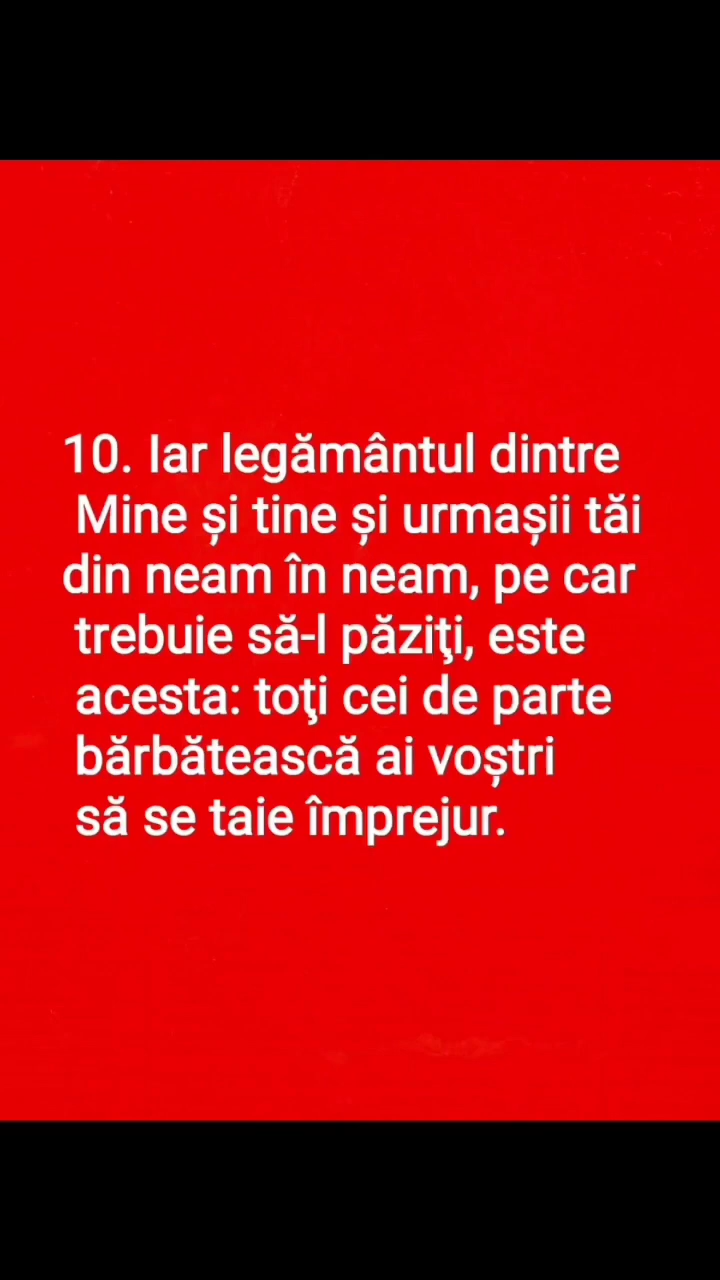 10. Iar legământul dintre
Mine și tine și urmașii tăi
din neam în neam, pe car
trebuie să-l păziţi, este
acesta: toţi cei de parte
bărbătească ai voștri
să se taie împrejur.